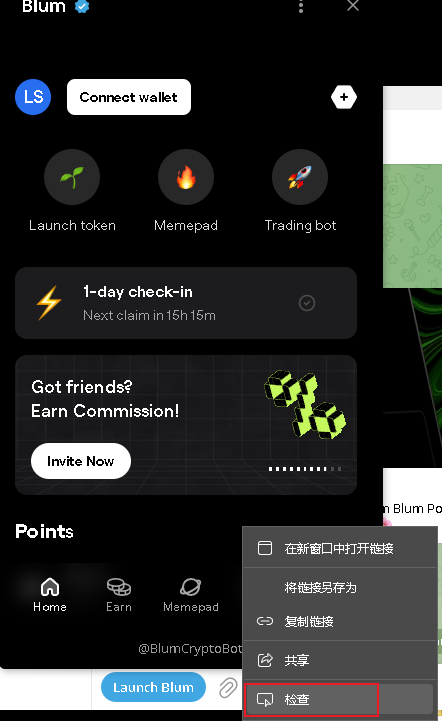 Blum
LS
Connect wallet
Launch token
Memepad
Trading bot
1-day check-in
Next claim in 15h 15m
Got friends?
Earn Commission!
Invite Now
Points
m Blum Po
在新窗口中打开链接
将链接另存为
复制链接
共享
检查
Home
Earn
Memepad
@BlumCryptoBot
Launch Blum